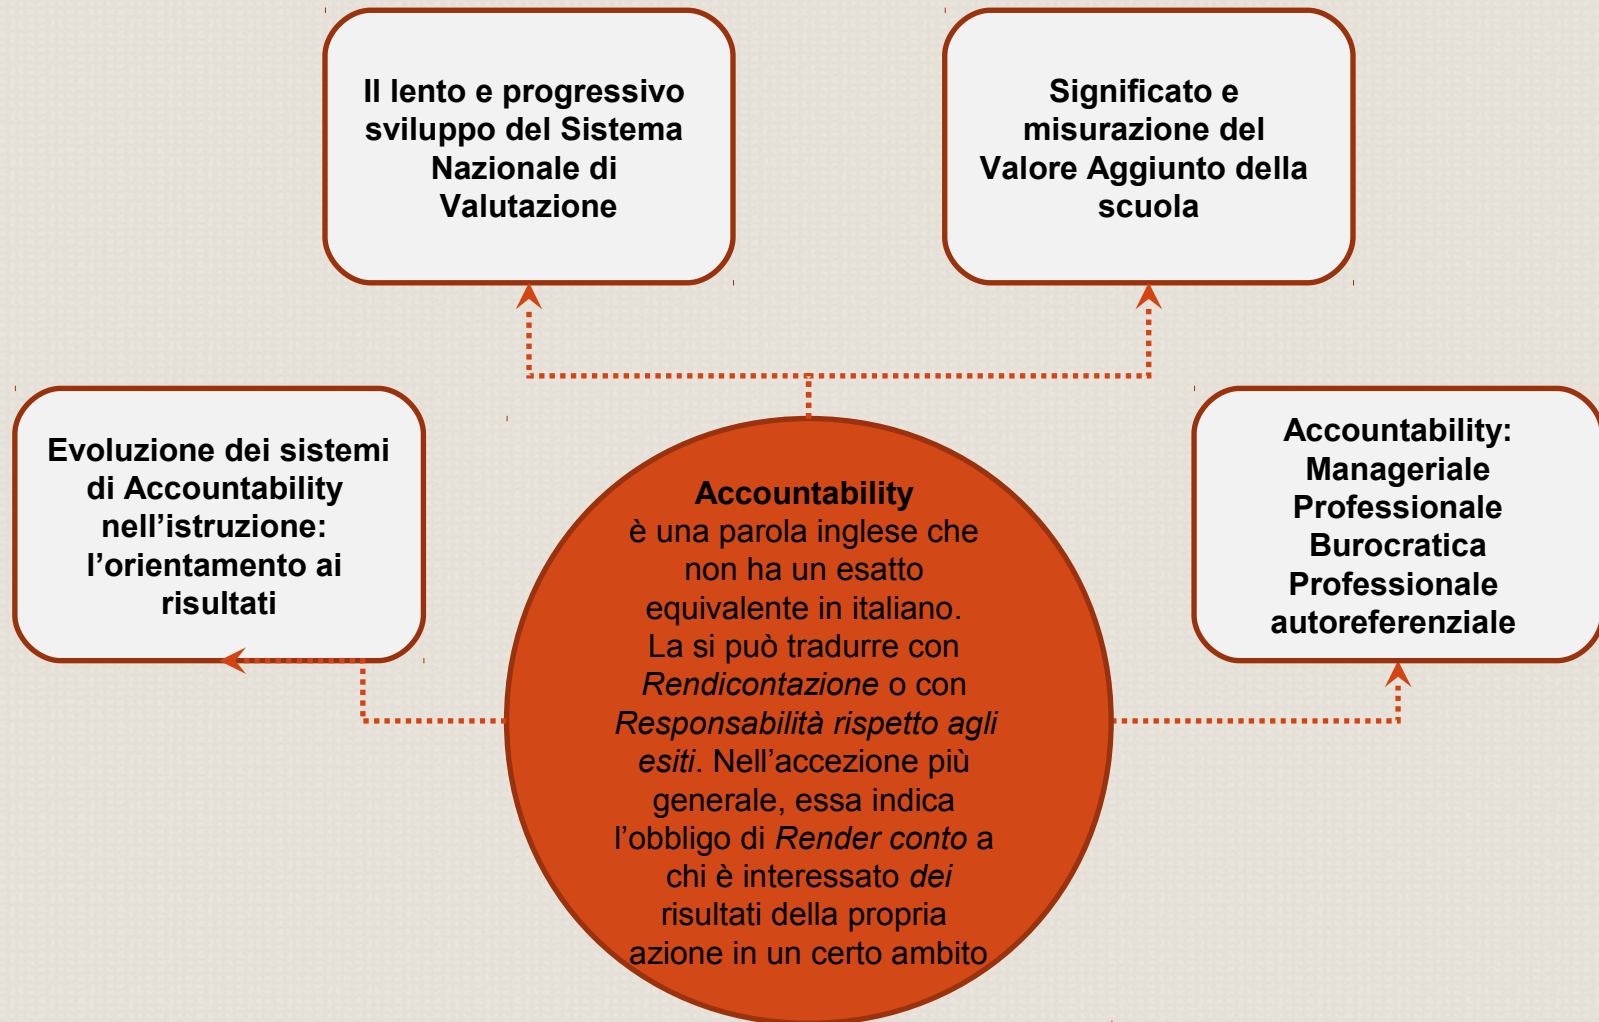 Il lento e progressivo
sviluppo del Sistema
Nazionale di
Valutazione
Significato e
misurazione del
Valore Aggiunto della
scuola
Evoluzione dei sistemi
di Accountability
nell’istruzione:
l’orientamento ai
risultati
Accountability
è una parola inglese che
non ha un esatto
equivalente in italiano.
La si può tradurre con
Rendicontazione o con
Responsabilità rispetto agli
esiti. Nell’accezione più
generale, essa indica
l’obbligo di Render conto a
chi è interessato dei
risultati della propria
azione in un certo ambito
Accountability:
Manageriale
Professionale
Burocratica
Professionale
autoreferenziale